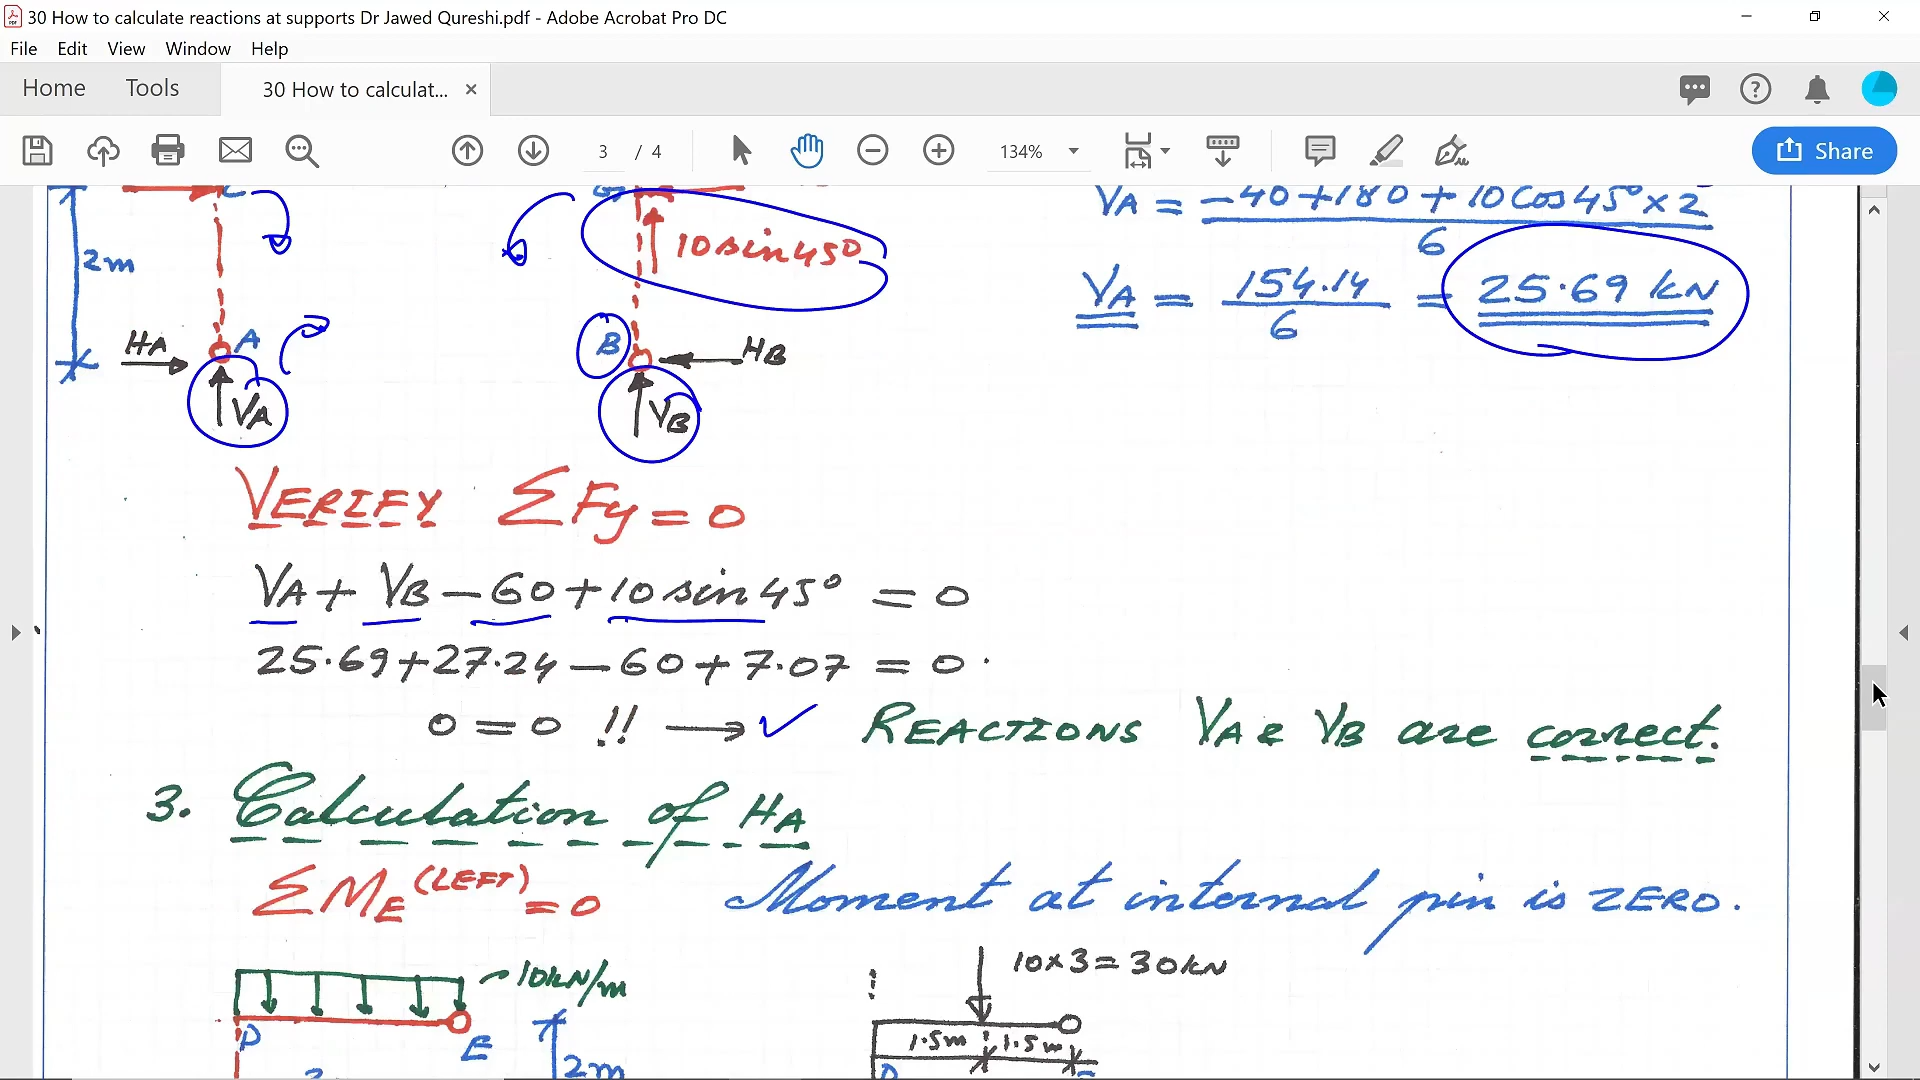 30 How to calculate reactions at supports Dr Jawed Qureshi.pdf - Adobe Acrobat Pro DC
File Edit View Window Help
Home Tools 30 How to calculat... ×
3 / 4 134% Share
VA = -40+180+10cos45°×2
6
2m
10sin45°
VA = 154.14 = 25.69 kN
6
HA A B HB
VA VB
VERIFY ΣFy = 0
VA + VB - 60 + 10 sin 45° = 0
25.69 + 27.24 - 60 + 7.07 = 0
0 = 0 !! → ✓ REACTIONS VA & VB are correct.
3. Calculation of HA
ΣME (LEFT) = 0 Moment at internal pin is ZERO.
10kN/m 10×3=30kN
D E 1.5m 1.5m
2m